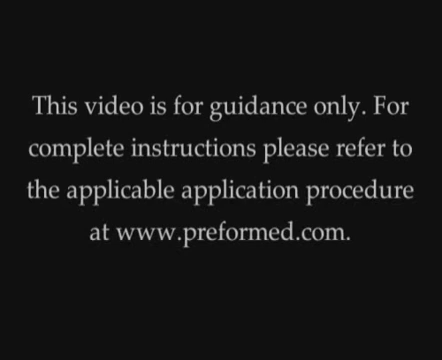 This video is for guidance only. For
complete instructions please refer to
the applicable application procedure
at www.preformed.com.